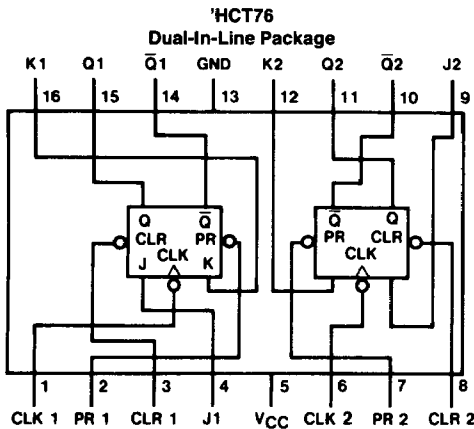 'HCT76
Dual-In-Line Package
K1 Q1 Q̅1 GND K2 Q2 Q̅2 J2
16 15 14 13 12 11 10 9
Q Q̅ Q̅ Q
CLR PR PR CLR
CLK CLK
J K
1 2 3 4 5 6 7 8
CLK 1 PR 1 CLR 1 J1 VCC CLK 2 PR 2 CLR 2